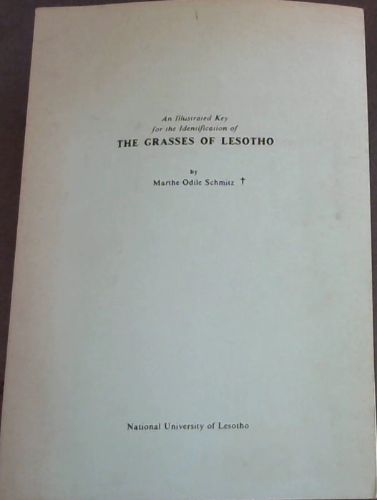 An Illustrated Key
for the Identification of
THE GRASSES OF LESOTHO
by
Marthe Odile Schmitz †
National University of Lesotho